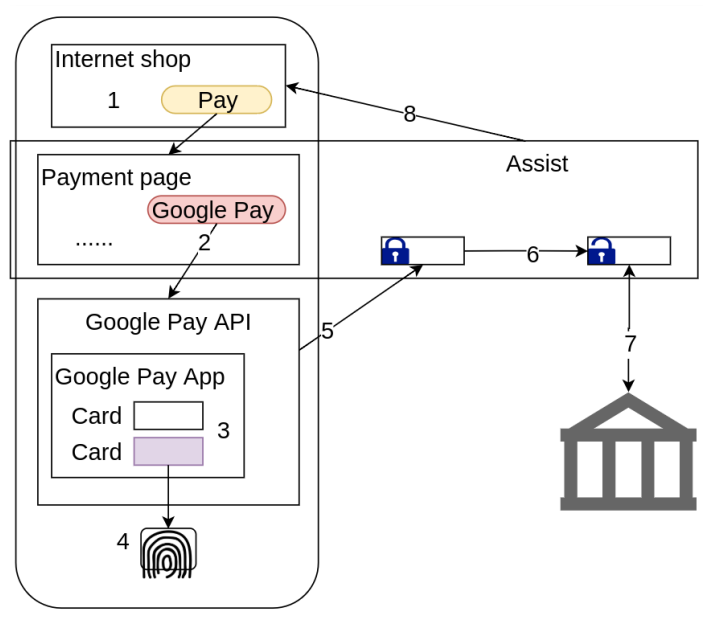 Internet shop
1
Pay
8
Assist
Payment page
Google Pay
......
2
6
Google Pay API
5
7
Google Pay App
Card
3
Card
4